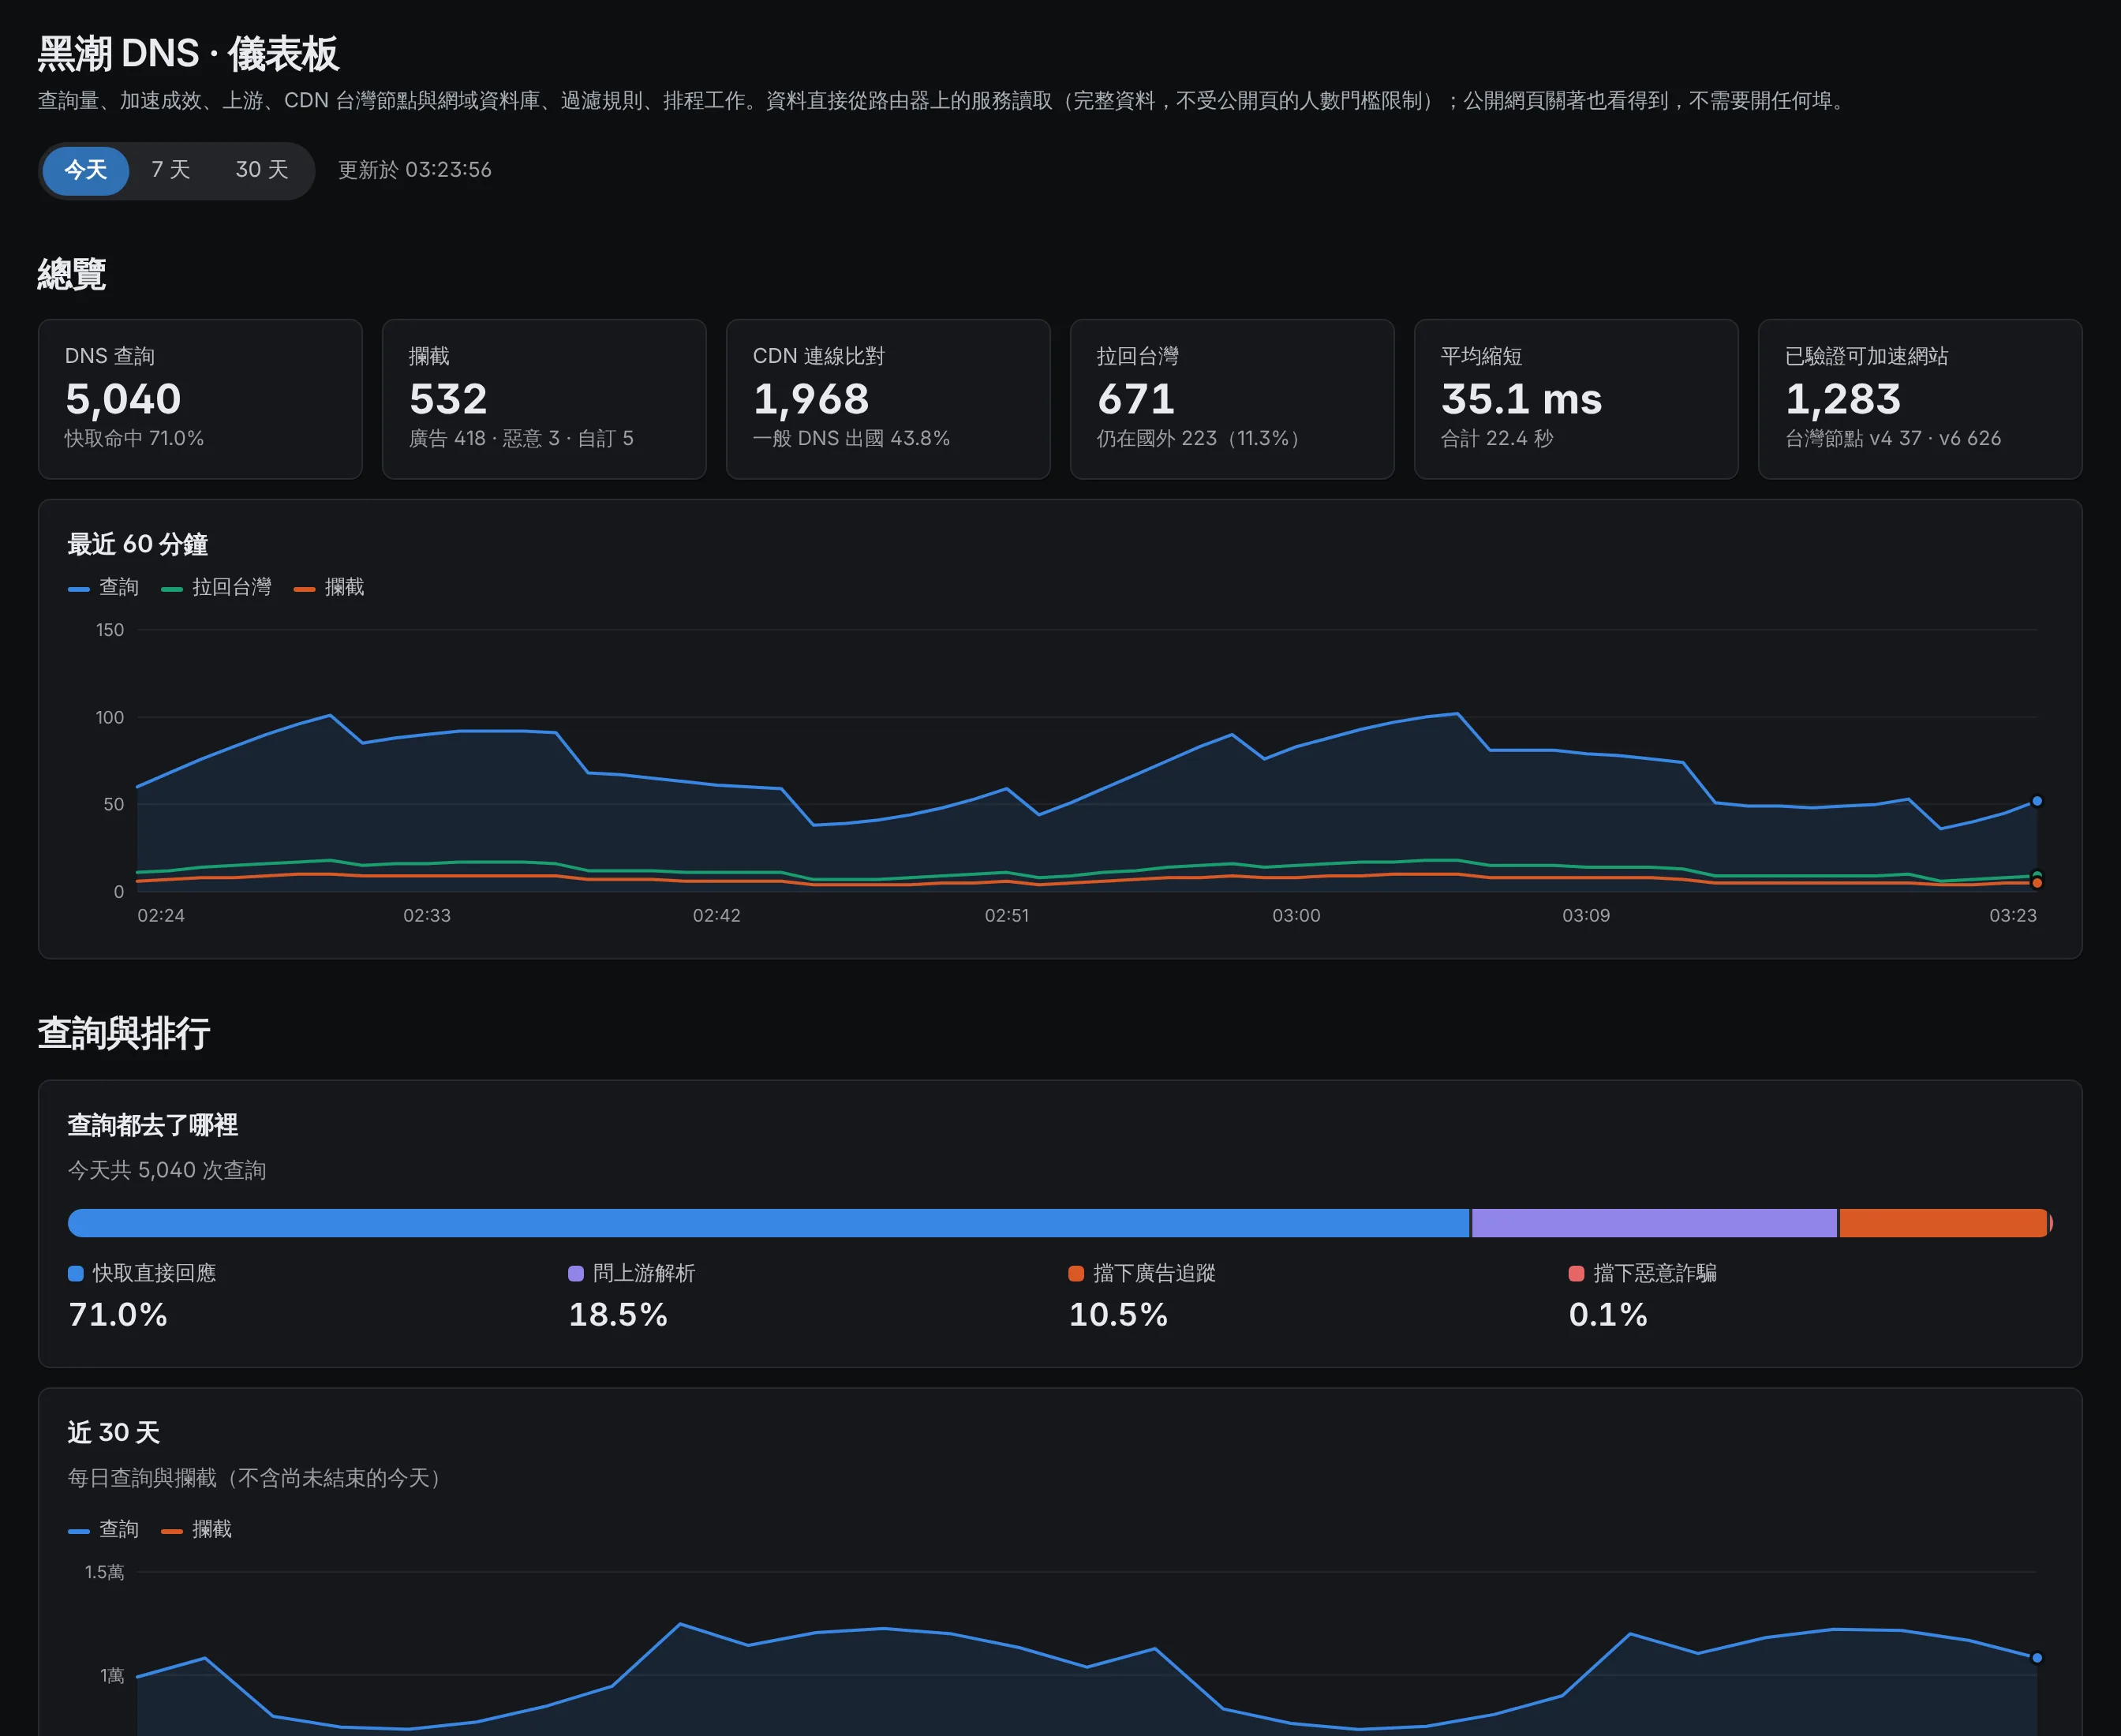 黑潮 DNS · 儀表板
查詢量、加速成效、上游、CDN 台灣節點與網域資料庫、過濾規則、排程工作。資料直接從路由器上的服務讀取（完整資料，不受公開頁的人數門檻限制）；公開網頁關著也看得到，不需要開任何埠。
今天 7 天 30 天 更新於 03:23:56
總覽
DNS 查詢
5,040
快取命中 71.0%
攔截
532
廣告 418 · 惡意 3 · 自訂 5
CDN 連線比對
1,968
一般 DNS 出國 43.8%
拉回台灣
671
仍在國外 223（11.3%）
平均縮短
35.1 ms
合計 22.4 秒
已驗證可加速網站
1,283
台灣節點 v4 37 · v6 626
最近 60 分鐘
查詢 拉回台灣 攔截
150
100
50
0
02:24 02:33 02:42 02:51 03:00 03:09 03:23
查詢與排行
查詢都去了哪裡
今天共 5,040 次查詢
快取直接回應
71.0%
問上游解析
18.5%
擋下廣告追蹤
10.5%
擋下惡意詐騙
0.1%
近 30 天
每日查詢與攔截（不含尚未結束的今天）
查詢 攔截
1.5萬
1萬